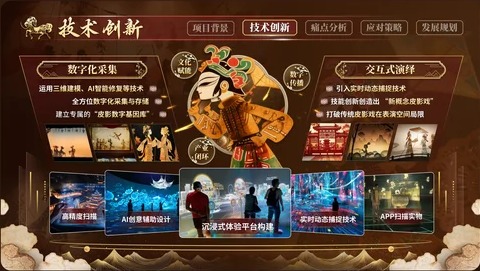 技术创新
项目背景
技术创新
痛点分析
应对策略
发展规划
数字化采集
运用三维建模、AI智能修复等技术
全方位数字化采集与存储
建立专属的“皮影数字基因库”
文化
赋能
数字
传播
产业
闭环
交互式演绎
引入实时动态捕捉技术
技能创新创造出“新概念皮影戏”
打破传统皮影戏在表演空间局限
高精度扫描
AI创意辅助设计
沉浸式体验平台构建
实时动态捕捉技术
APP扫描实物